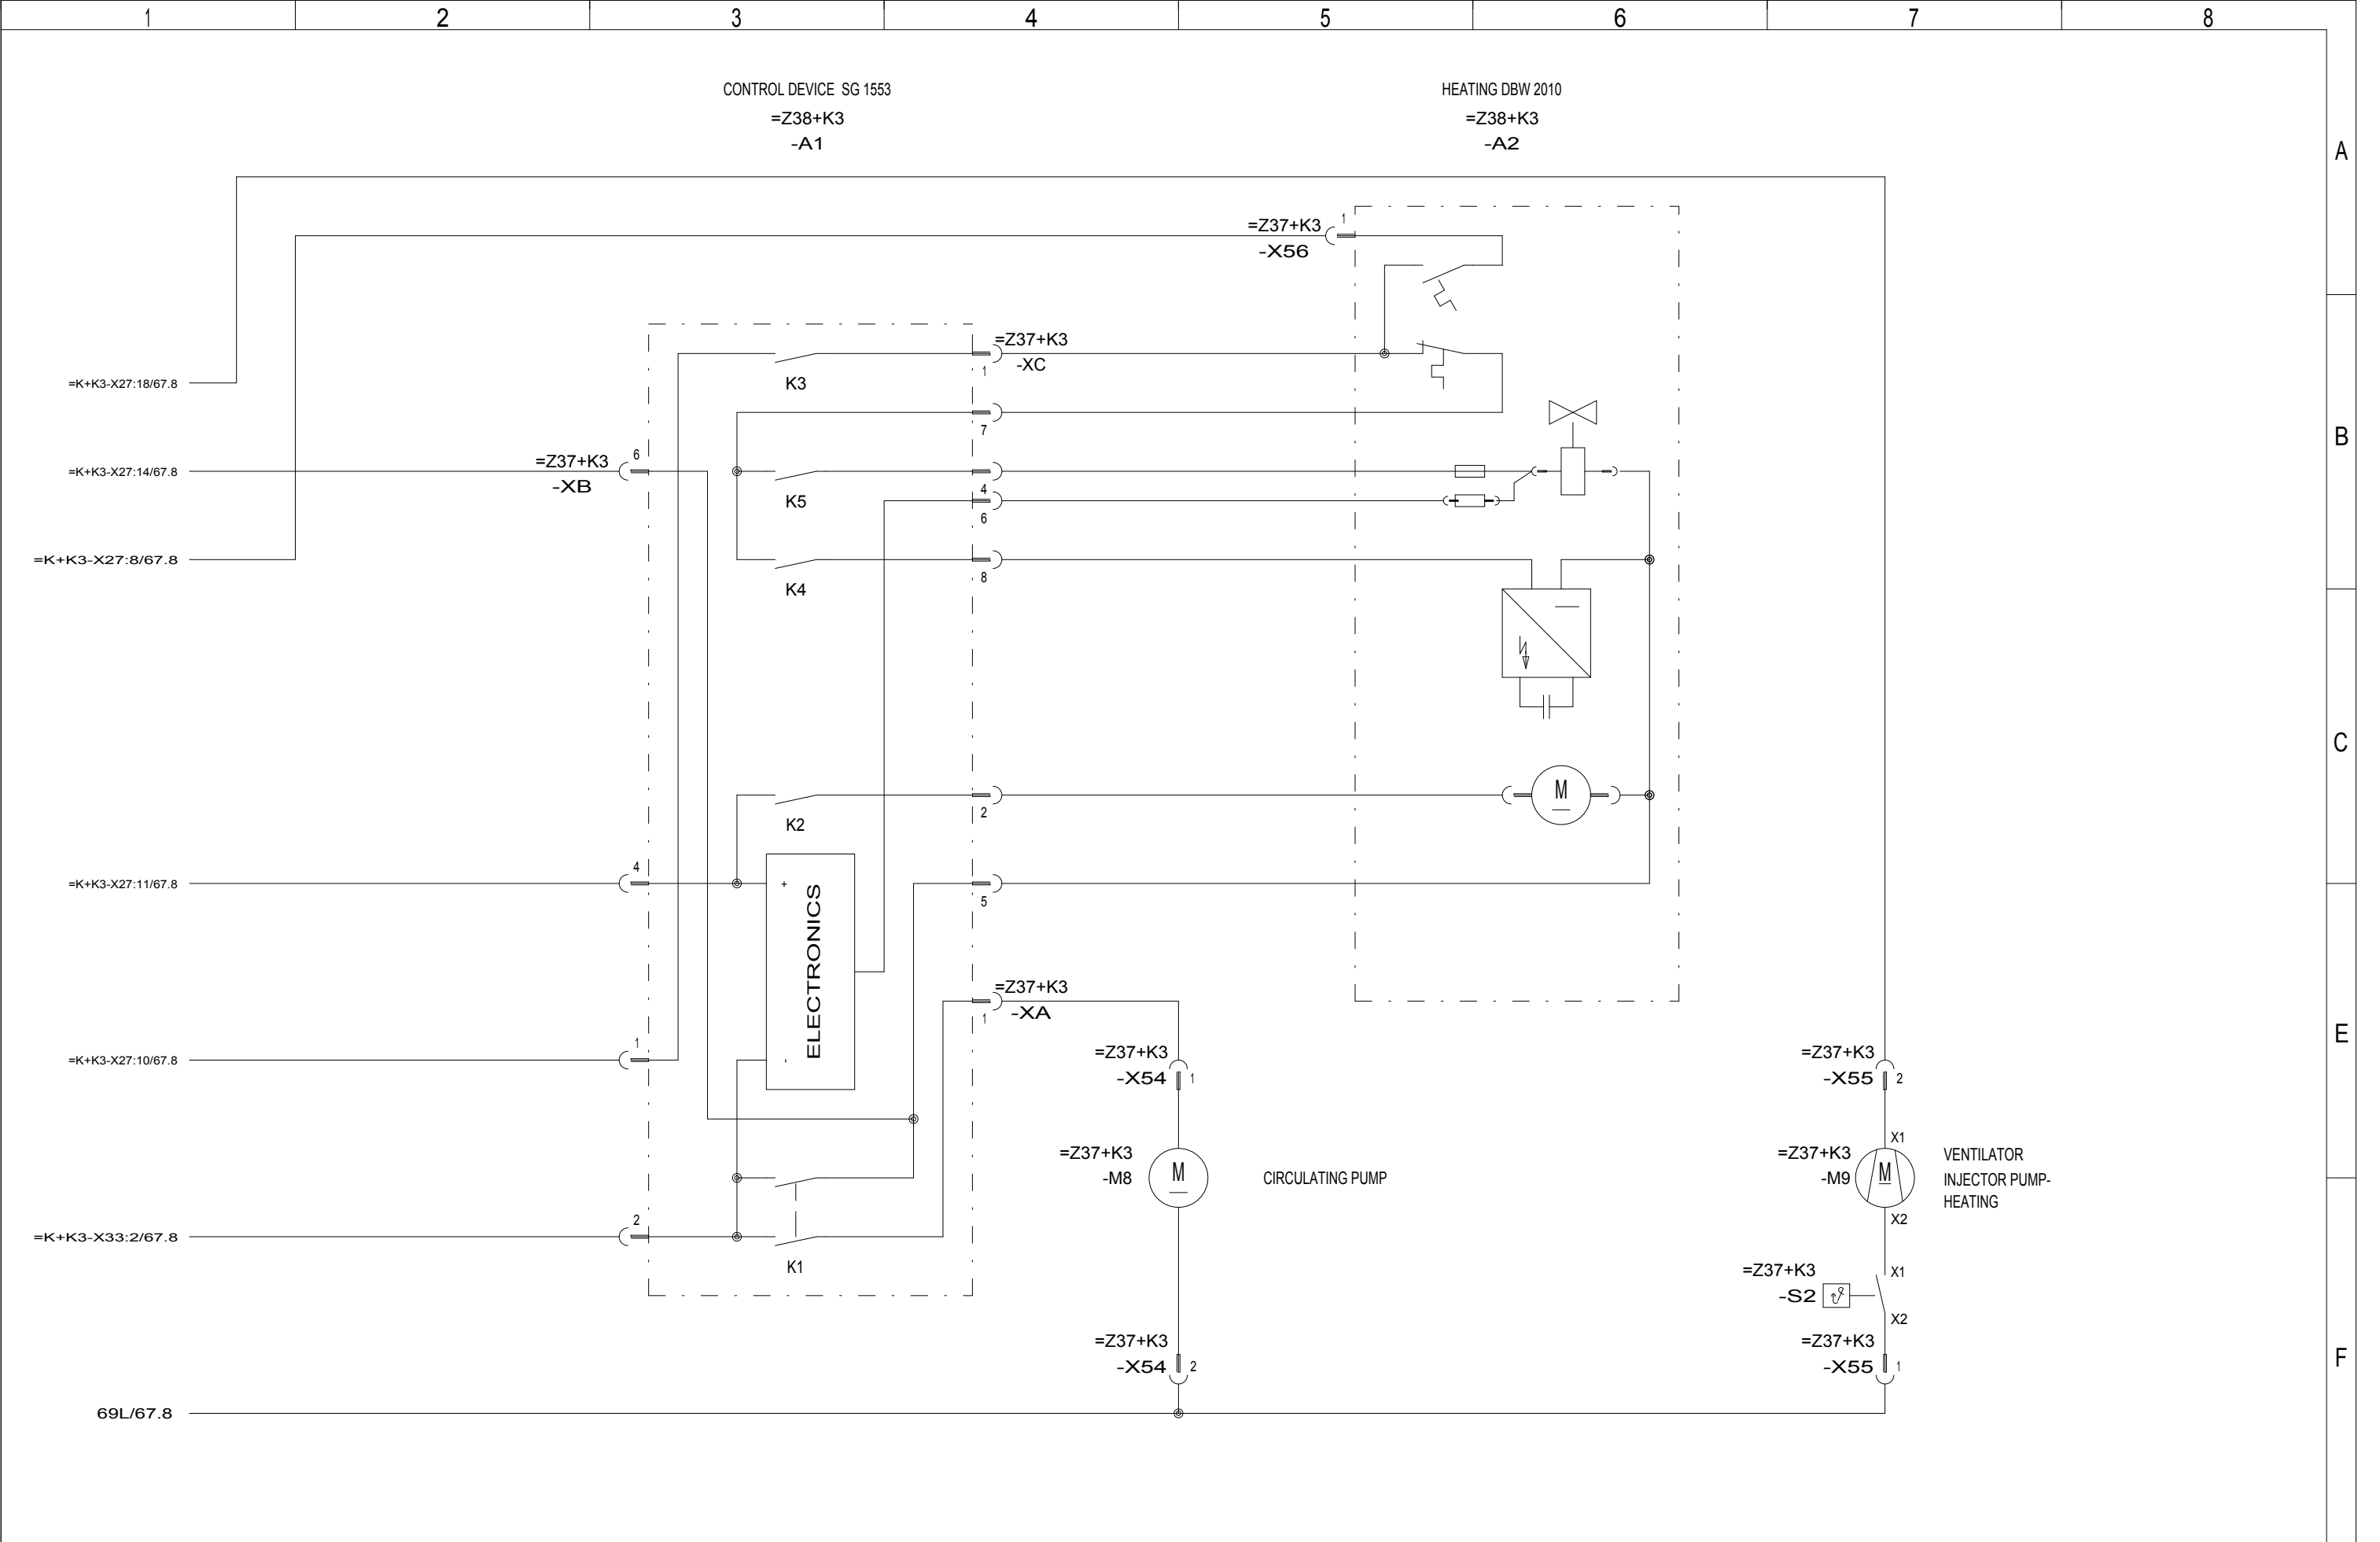 1 2 3 4 5 6 7 8
CONTROL DEVICE SG 1553
=Z38+K3
-A1
HEATING DBW 2010
=Z38+K3
-A2
A
=Z37+K3 1
-X56
=Z37+K3
-XC
1
K3
=K+K3-X27:18/67.8
7
B
=K+K3-X27:14/67.8
=Z37+K3 6
-XB
K5
4
6
=K+K3-X27:8/67.8
K4
8
C
M
K2
2
=K+K3-X27:11/67.8
4
+
5
ELECTRONICS
-
=Z37+K3
-XA
1
E
=K+K3-X27:10/67.8
1
=Z37+K3
-X54 1
=Z37+K3
-X55 2
=Z37+K3
-M8
M
CIRCULATING PUMP
X1
=Z37+K3
-M9
M
X2
VENTILATOR
INJECTOR PUMP-
HEATING
=K+K3-X33:2/67.8
2
K1
=Z37+K3
-S2
X1
X2
=Z37+K3
-X54 2
=Z37+K3
-X55 1
F
69L/67.8